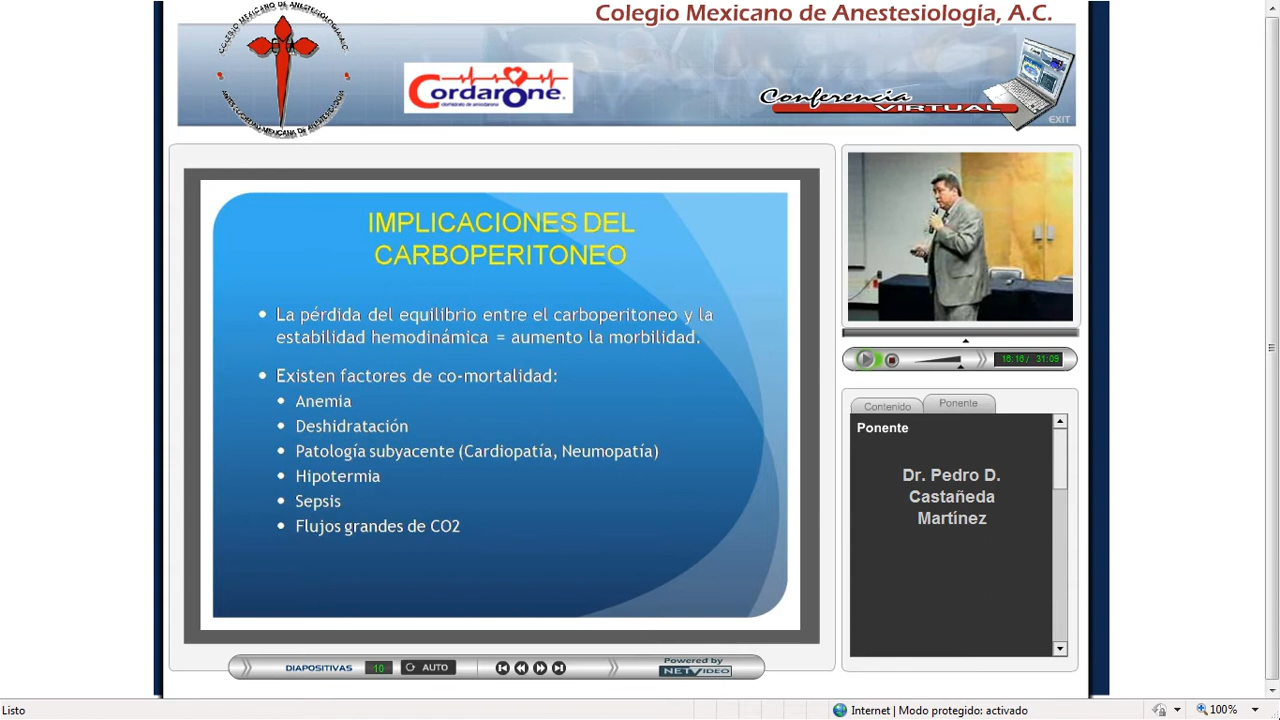 Colegio Mexicano de Anestesiología, A.C.
Cordarone.
Conferencia
VIRTUAL
EXIT
IMPLICACIONES DEL
CARBOPERITONEO
La pérdida del equilibrio entre el carboperitoneo y la
estabilidad hemodinámica = aumento la morbilidad.
Existen factores de co-mortalidad:
Anemia
Deshidratación
Patología subyacente (Cardiopatía, Neumopatía)
Hipotermia
Sepsis
Flujos grandes de CO2
16:16 / 31:09
Contenido
Ponente
Ponente
Dr. Pedro D.
Castañeda
Martínez
DIAPOSITIVAS
10
AUTO
Powered by
NETVIDEO
Listo
Internet | Modo protegido: activado
100%